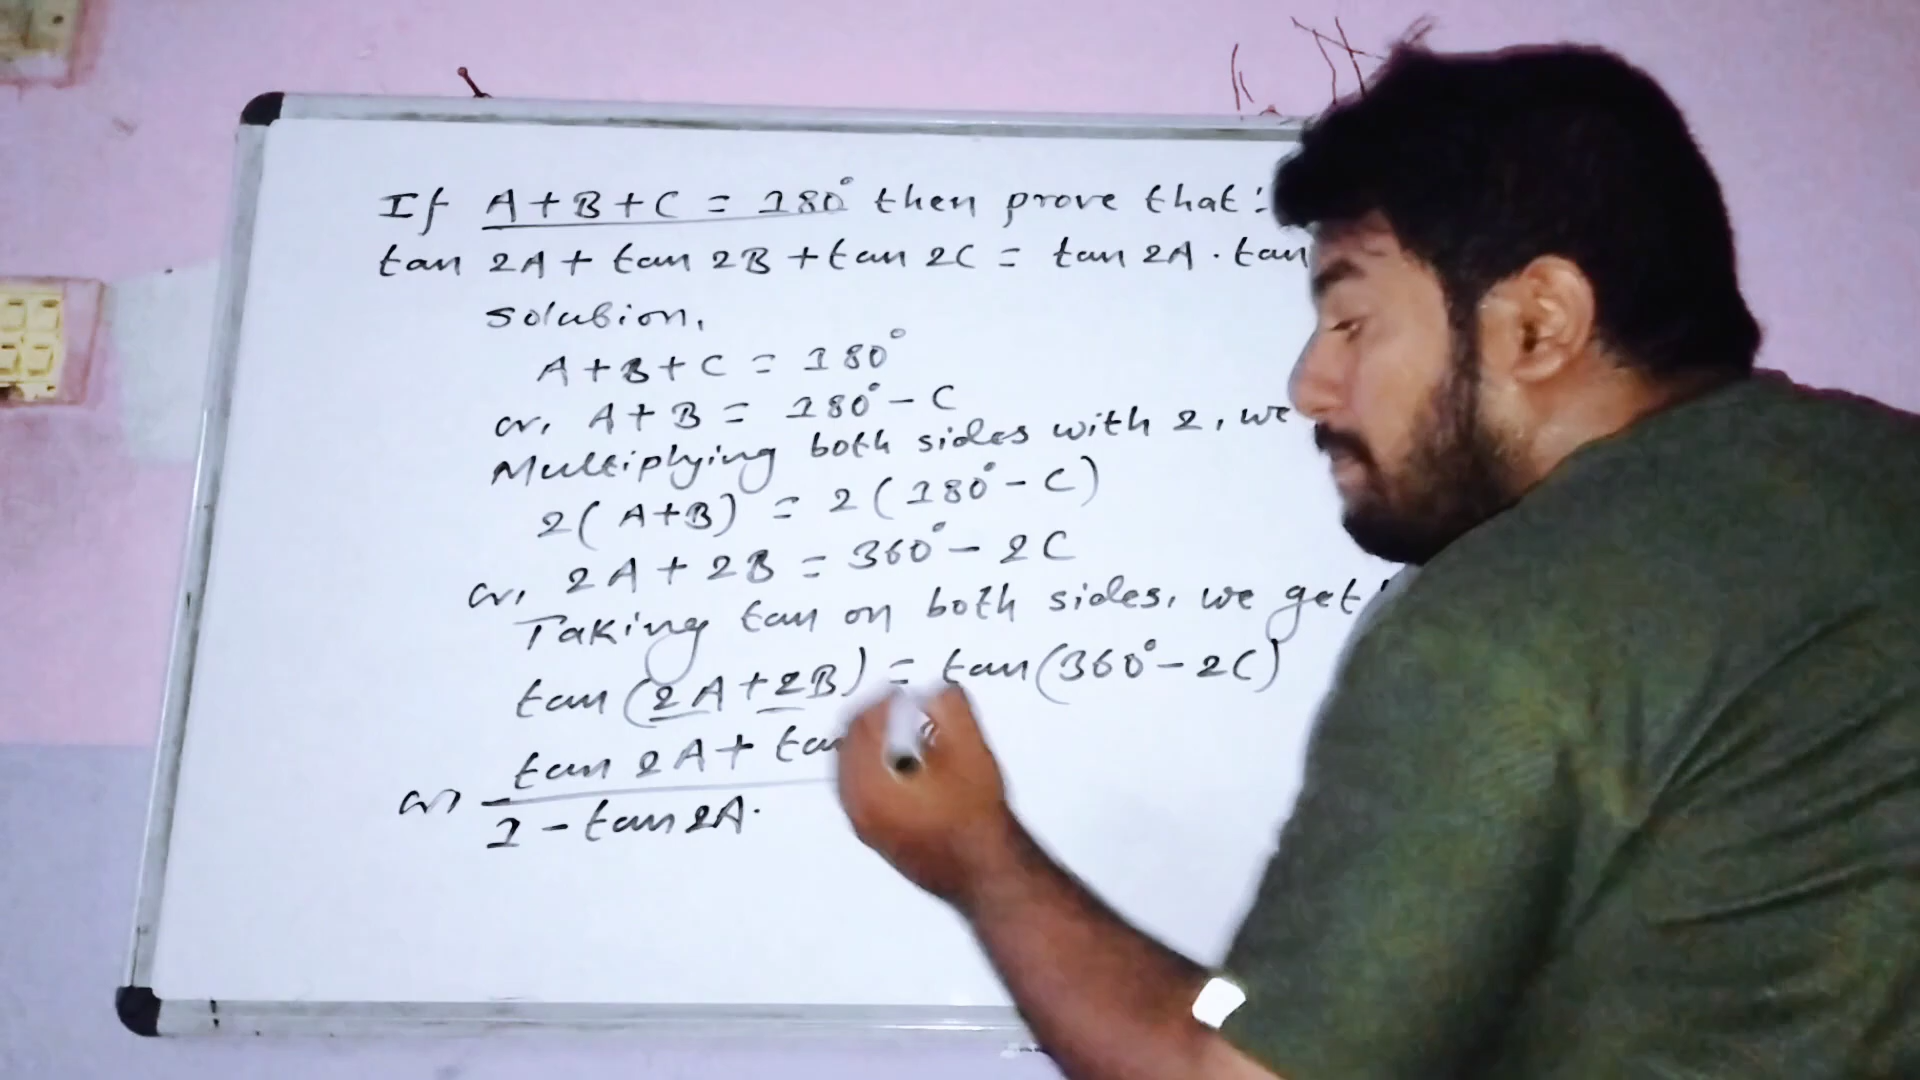 If A+B+C = 180° then prove that:
tan 2A + tan 2B + tan 2C = tan 2A . tan
solution,
A+B+C = 180°
or, A+B = 180° - C
Multiplying both sides with 2, we
2(A+B) = 2(180° - C)
or, 2A + 2B = 360° - 2C
Taking tan on both sides, we get
tan (2A+2B) = tan(360° - 2C)
tan 2A + tan
or,
1 - tan 2A.